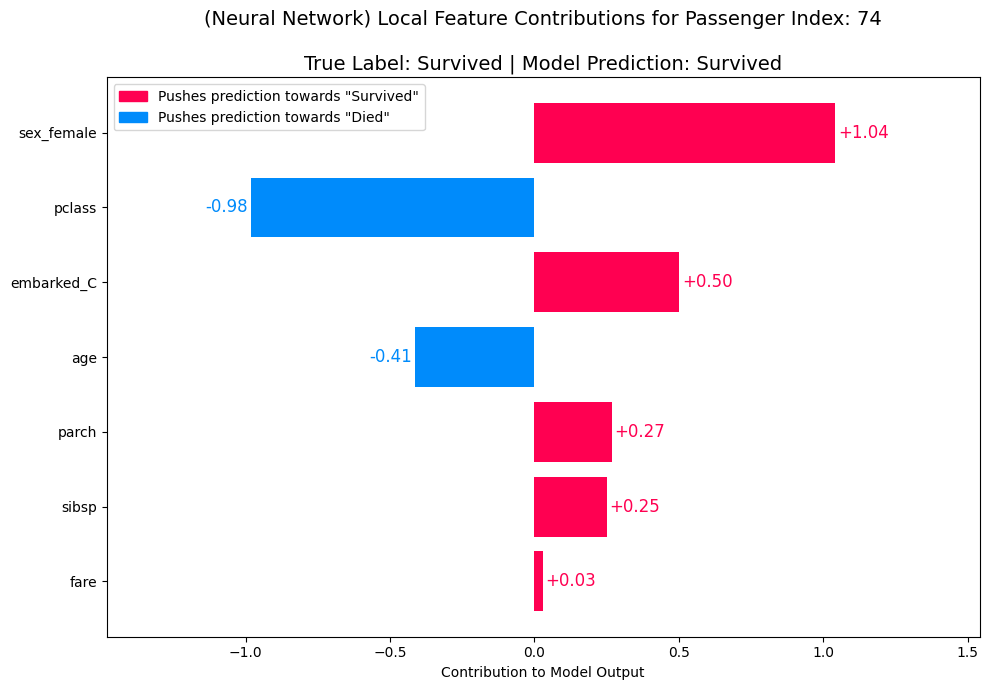 (Neural Network) Local Feature Contributions for Passenger Index: 74
True Label: Survived | Model Prediction: Survived
Pushes prediction towards "Survived"
Pushes prediction towards "Died"
sex_female +1.04
pclass -0.98
embarked_C +0.50
age -0.41
parch +0.27
sibsp +0.25
fare +0.03
−1.0 −0.5 0.0 0.5 1.0 1.5
Contribution to Model Output